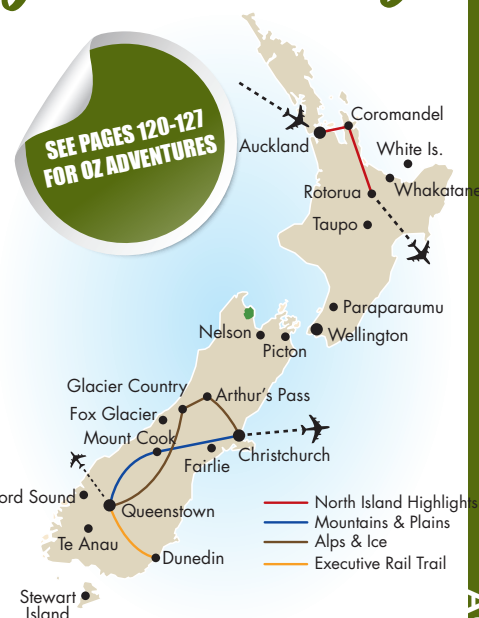 SEE PAGES 120-127
FOR OZ ADVENTURES
Coromandel
Auckland
White Is.
Whakatane
Rotorua
Taupo
Paraparaumu
Nelson
Wellington
Picton
Glacier Country
Arthur's Pass
Fox Glacier
Mount Cook
Christchurch
Fairlie
ord Sound
Queenstown
Te Anau
Dunedin
Stewart
Island
North Island Highlights
Mountains & Plains
Alps & Ice
Executive Rail Trail